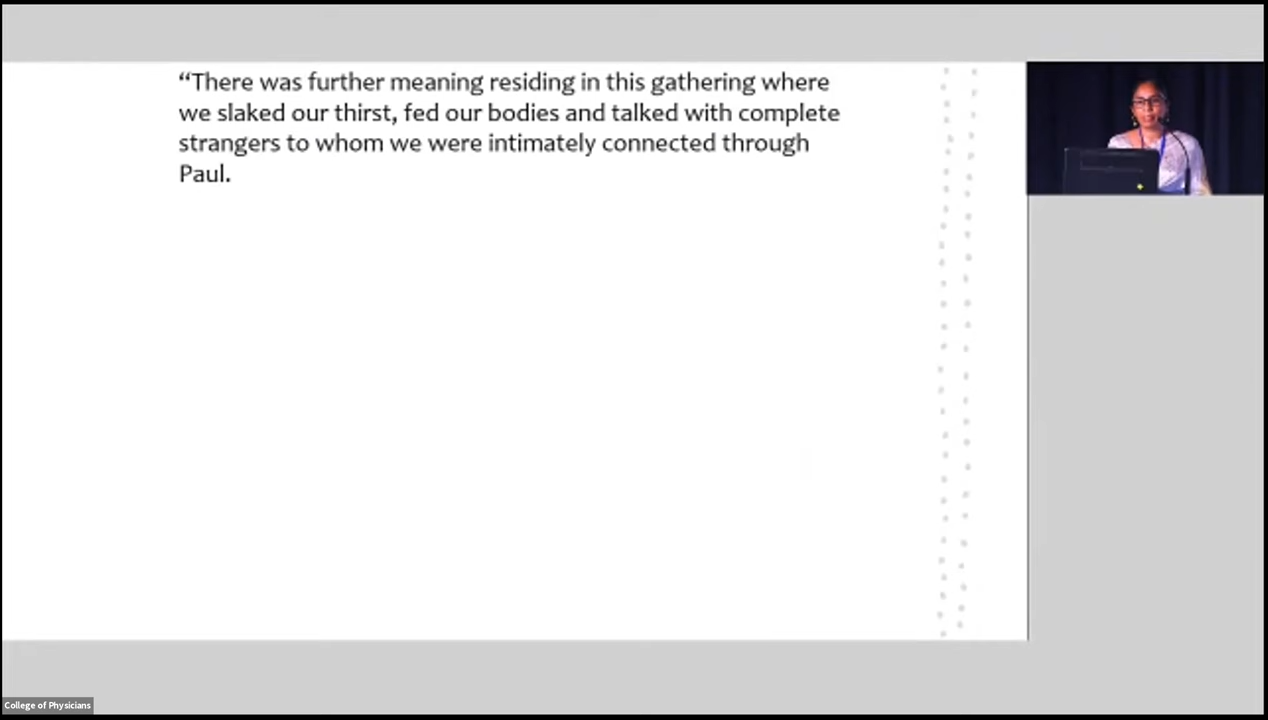 “There was further meaning residing in this gathering where
we slaked our thirst, fed our bodies and talked with complete
strangers to whom we were intimately connected through
Paul.
College of Physicians